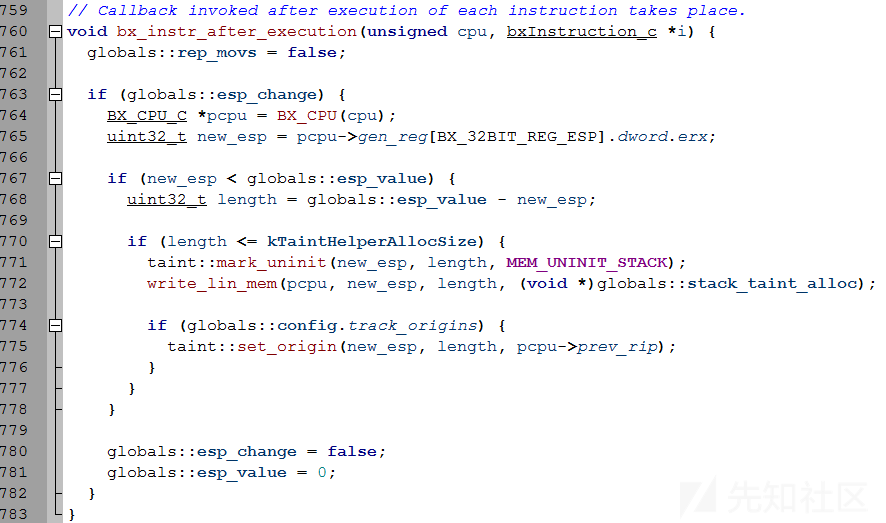 759 // Callback invoked after execution of each instruction takes place.
760 void bx_instr_after_execution(unsigned cpu, bxInstruction_c *i) {
761   globals::rep_movs = false;
762
763   if (globals::esp_change) {
764     BX_CPU_C *pcpu = BX_CPU(cpu);
765     uint32_t new_esp = pcpu->gen_reg[BX_32BIT_REG_ESP].dword.erx;
766
767     if (new_esp < globals::esp_value) {
768       uint32_t length = globals::esp_value - new_esp;
769
770       if (length <= kTaintHelperAllocSize) {
771         taint::mark_uninit(new_esp, length, MEM_UNINIT_STACK);
772         write_lin_mem(pcpu, new_esp, length, (void *)globals::stack_taint_alloc);
773
774         if (globals::config.track_origins) {
775           taint::set_origin(new_esp, length, pcpu->prev_rip);
776         }
777       }
778     }
779
780     globals::esp_change = false;
781     globals::esp_value = 0;
782   }
783 }
先知社区